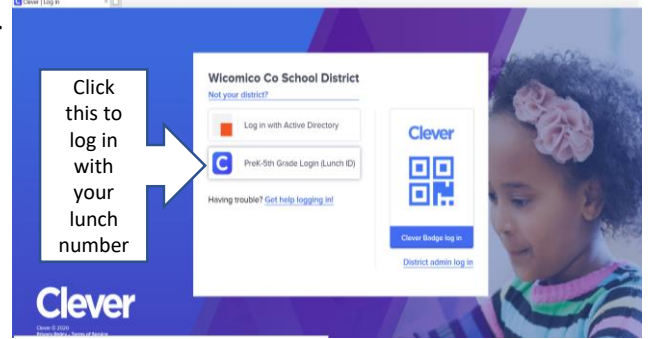 Clever | Log in
Click
this to
log in
with
your
lunch
number
Wicomico Co School District
Not your district?
Log in with Active Directory
C
PreK-5th Grade Login (Lunch ID)
Having trouble? Get help logging in!
Clever
Clever Badge log in
District admin log in
Clever
Clever © 2020
Privacy Policy - Terms of Service